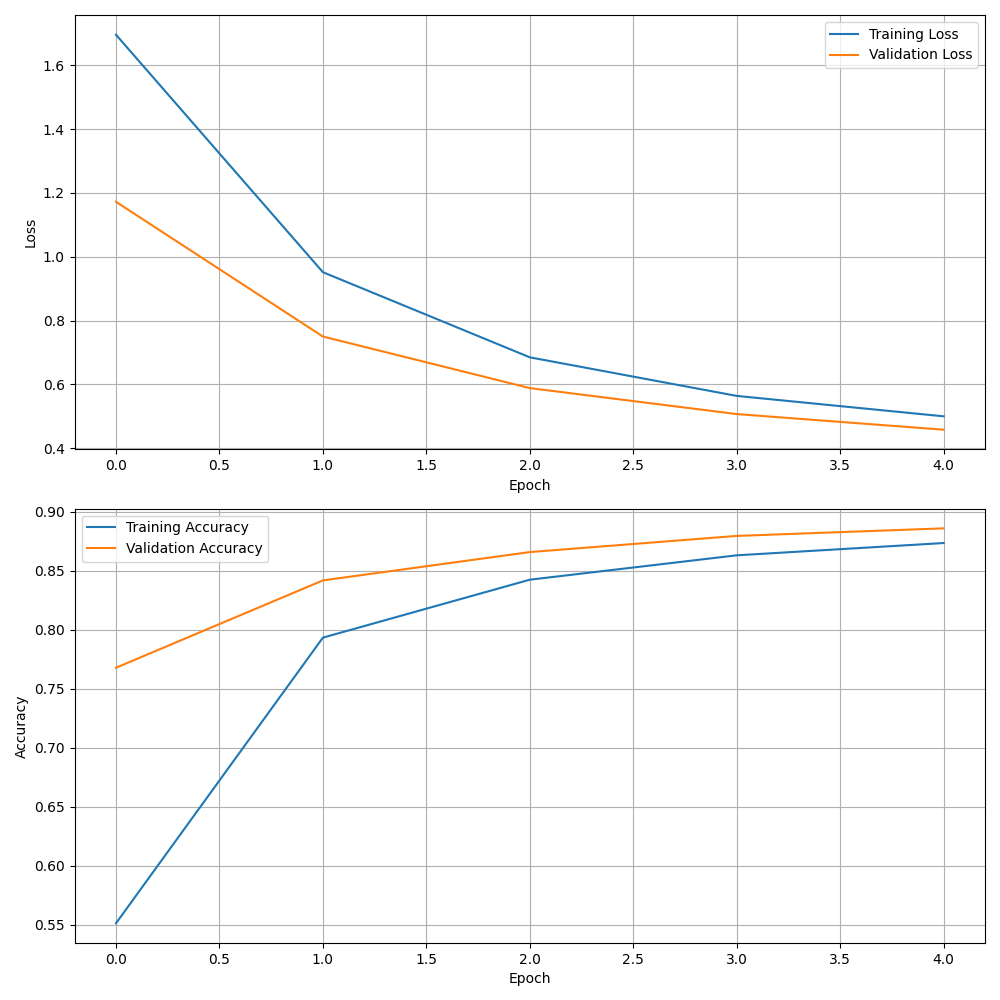 Training Loss
Validation Loss
1.6
1.4
1.2
1.0
0.8
0.6
0.4
Loss
0.0 0.5 1.0 1.5 2.0 2.5 3.0 3.5 4.0
Epoch
Training Accuracy
Validation Accuracy
0.90
0.85
0.80
0.75
0.70
0.65
0.60
0.55
Accuracy
0.0 0.5 1.0 1.5 2.0 2.5 3.0 3.5 4.0
Epoch